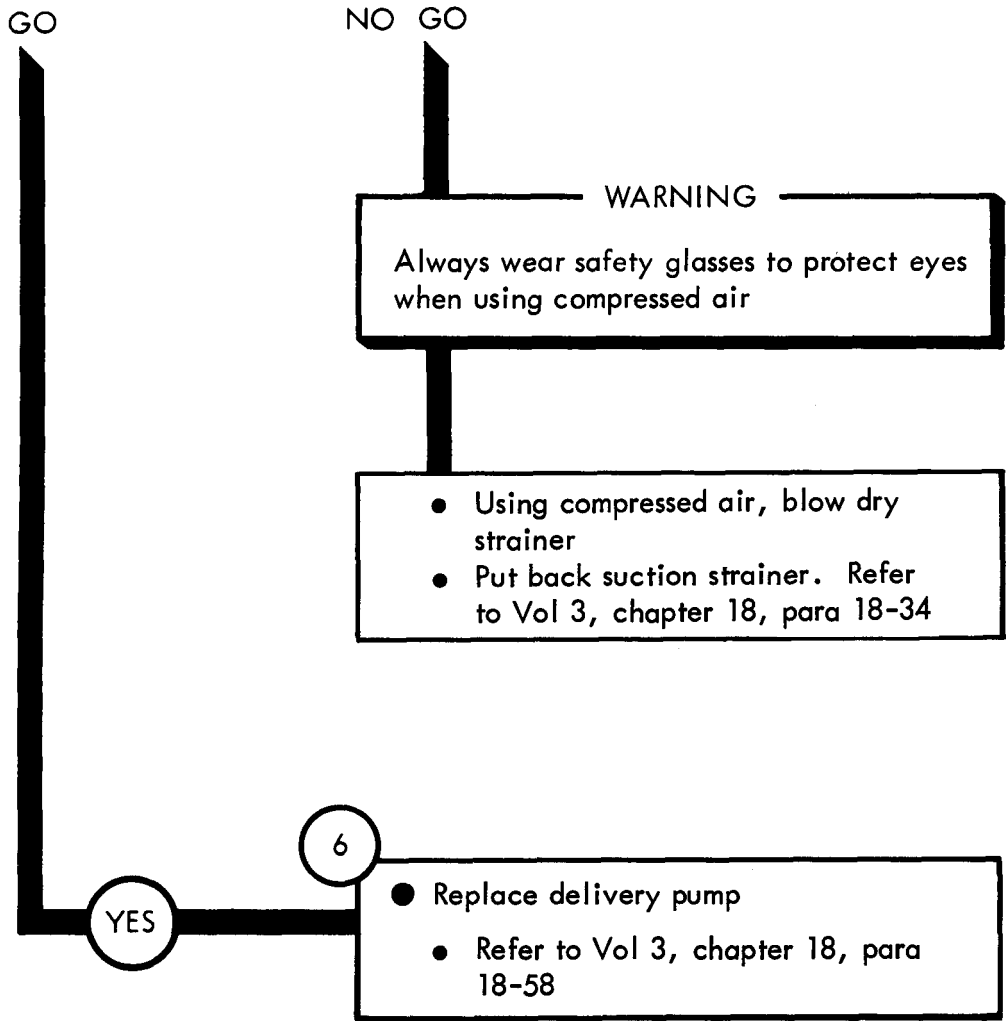 GO
NO GO
WARNING
Always wear safety glasses to protect eyes
when using compressed air
● Using compressed air, blow dry
strainer
● Put back suction strainer. Refer
to Vol 3, chapter 18, para 18-34
6
YES
● Replace delivery pump
● Refer to Vol 3, chapter 18, para
18-58